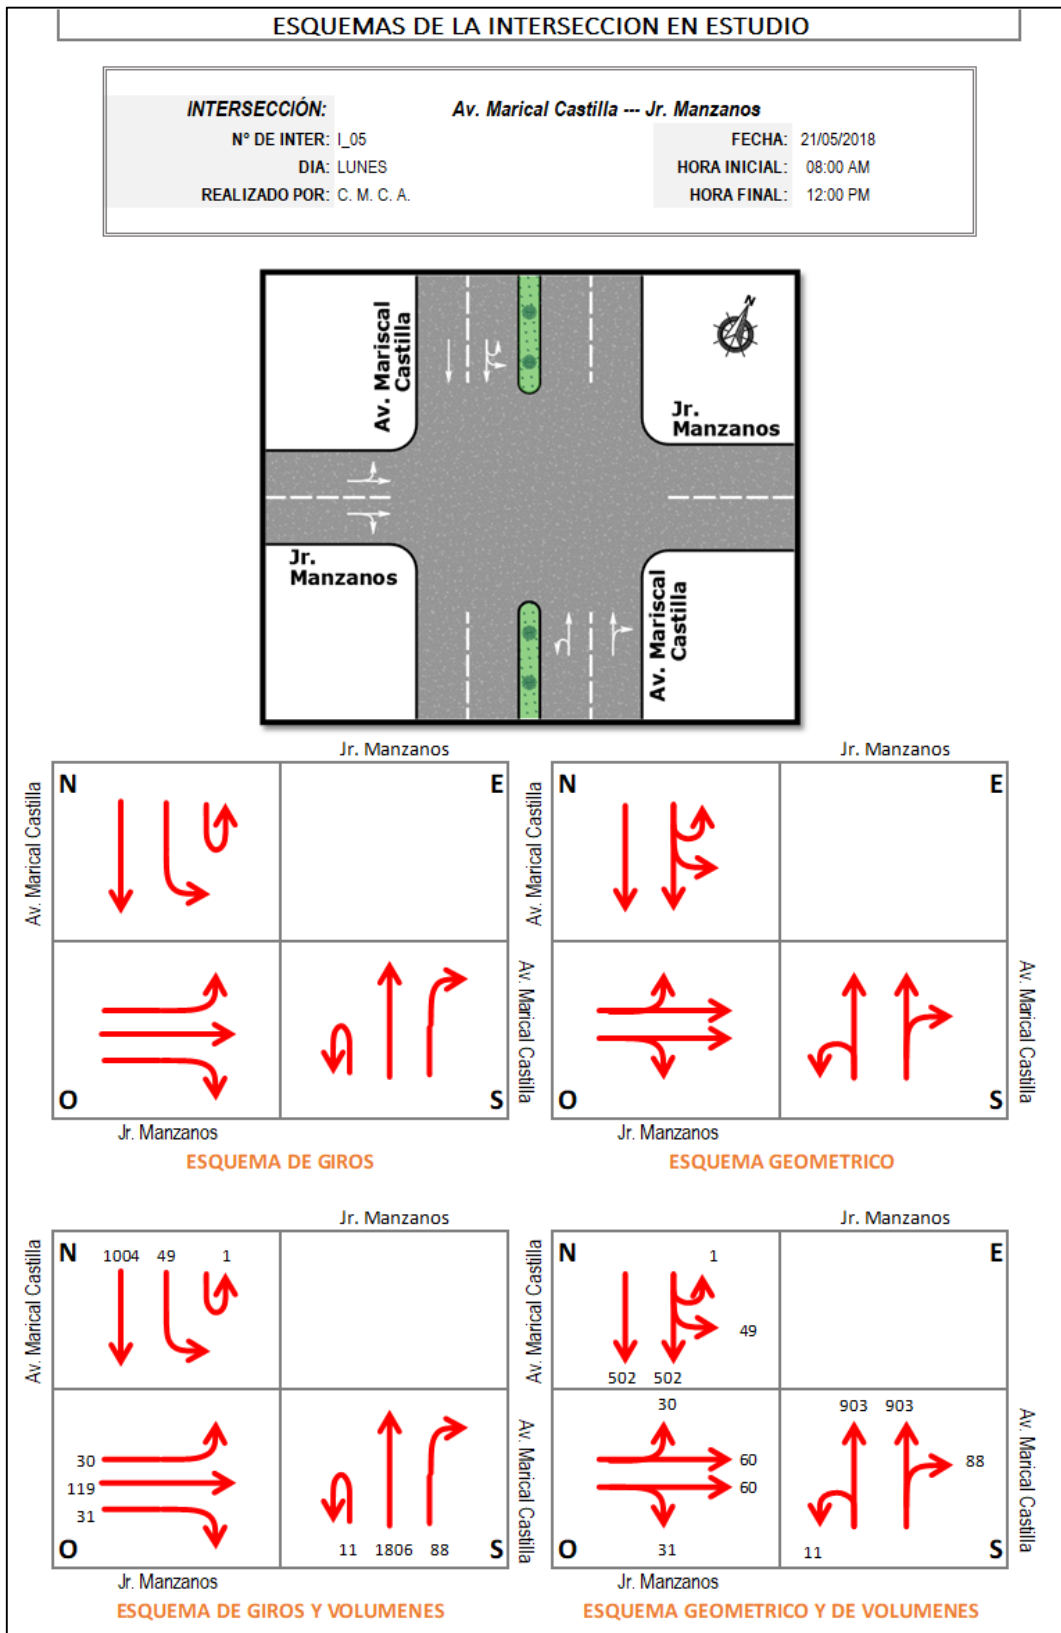 ESQUEMAS DE LA INTERSECCION EN ESTUDIO
INTERSECCIÓN: Av. Marical Castilla --- Jr. Manzanos
N° DE INTER: I_05 FECHA: 21/05/2018
DIA: LUNES HORA INICIAL: 08:00 AM
REALIZADO POR: C. M. C. A. HORA FINAL: 12:00 PM
Av. Mariscal
Castilla
N
Jr.
Manzanos
Jr.
Manzanos
Av. Mariscal
Castilla
Jr. Manzanos
Av. Marical Castilla
N E
O S
Av. Marical Castilla
Jr. Manzanos
ESQUEMA DE GIROS
Jr. Manzanos
Av. Marical Castilla
N E
O S
Av. Marical Castilla
Jr. Manzanos
ESQUEMA GEOMETRICO
Jr. Manzanos
Av. Marical Castilla
N 1004 49 1
30
119
31
O 11 1806 88 S
Av. Marical Castilla
Jr. Manzanos
ESQUEMA DE GIROS Y VOLUMENES
Jr. Manzanos
Av. Marical Castilla
N 1 E
49
502 502
30 903 903
60 88
60
O 31 11 S
Av. Marical Castilla
Jr. Manzanos
ESQUEMA GEOMETRICO Y DE VOLUMENES